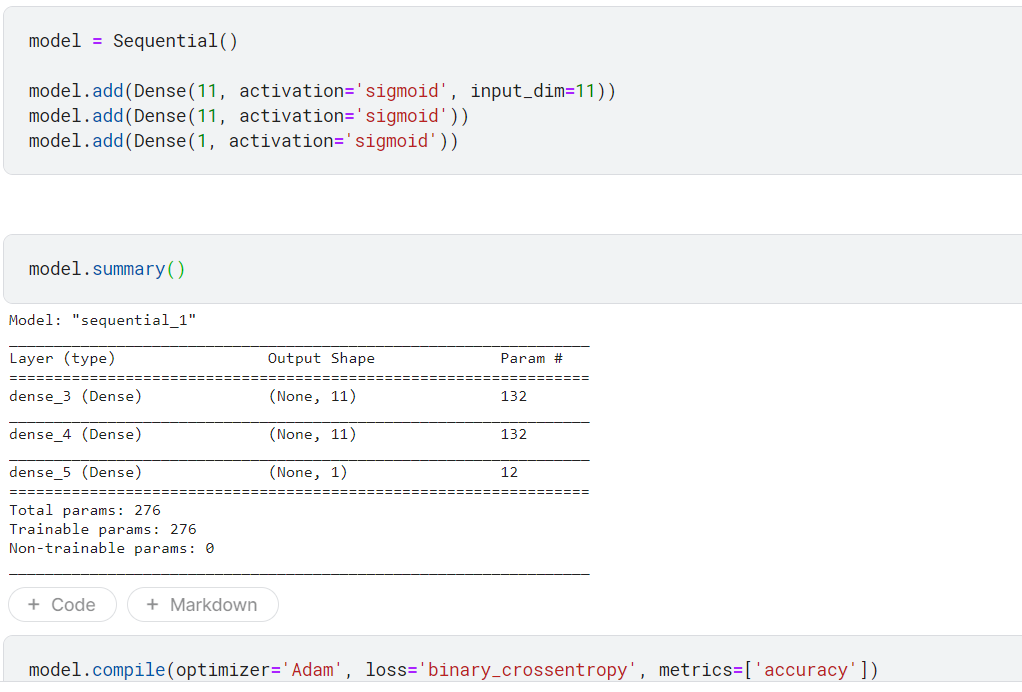 model = Sequential()
model.add(Dense(11, activation='sigmoid', input_dim=11))
model.add(Dense(11, activation='sigmoid'))
model.add(Dense(1, activation='sigmoid'))
model.summary()
Model: "sequential_1"
_________________________________________________________________
Layer (type)                 Output Shape              Param #
=================================================================
dense_3 (Dense)              (None, 11)                132
_________________________________________________________________
dense_4 (Dense)              (None, 11)                132
_________________________________________________________________
dense_5 (Dense)              (None, 1)                 12
=================================================================
Total params: 276
Trainable params: 276
Non-trainable params: 0
_________________________________________________________________
+ Code + Markdown
model.compile(optimizer='Adam', loss='binary_crossentropy', metrics=['accuracy'])